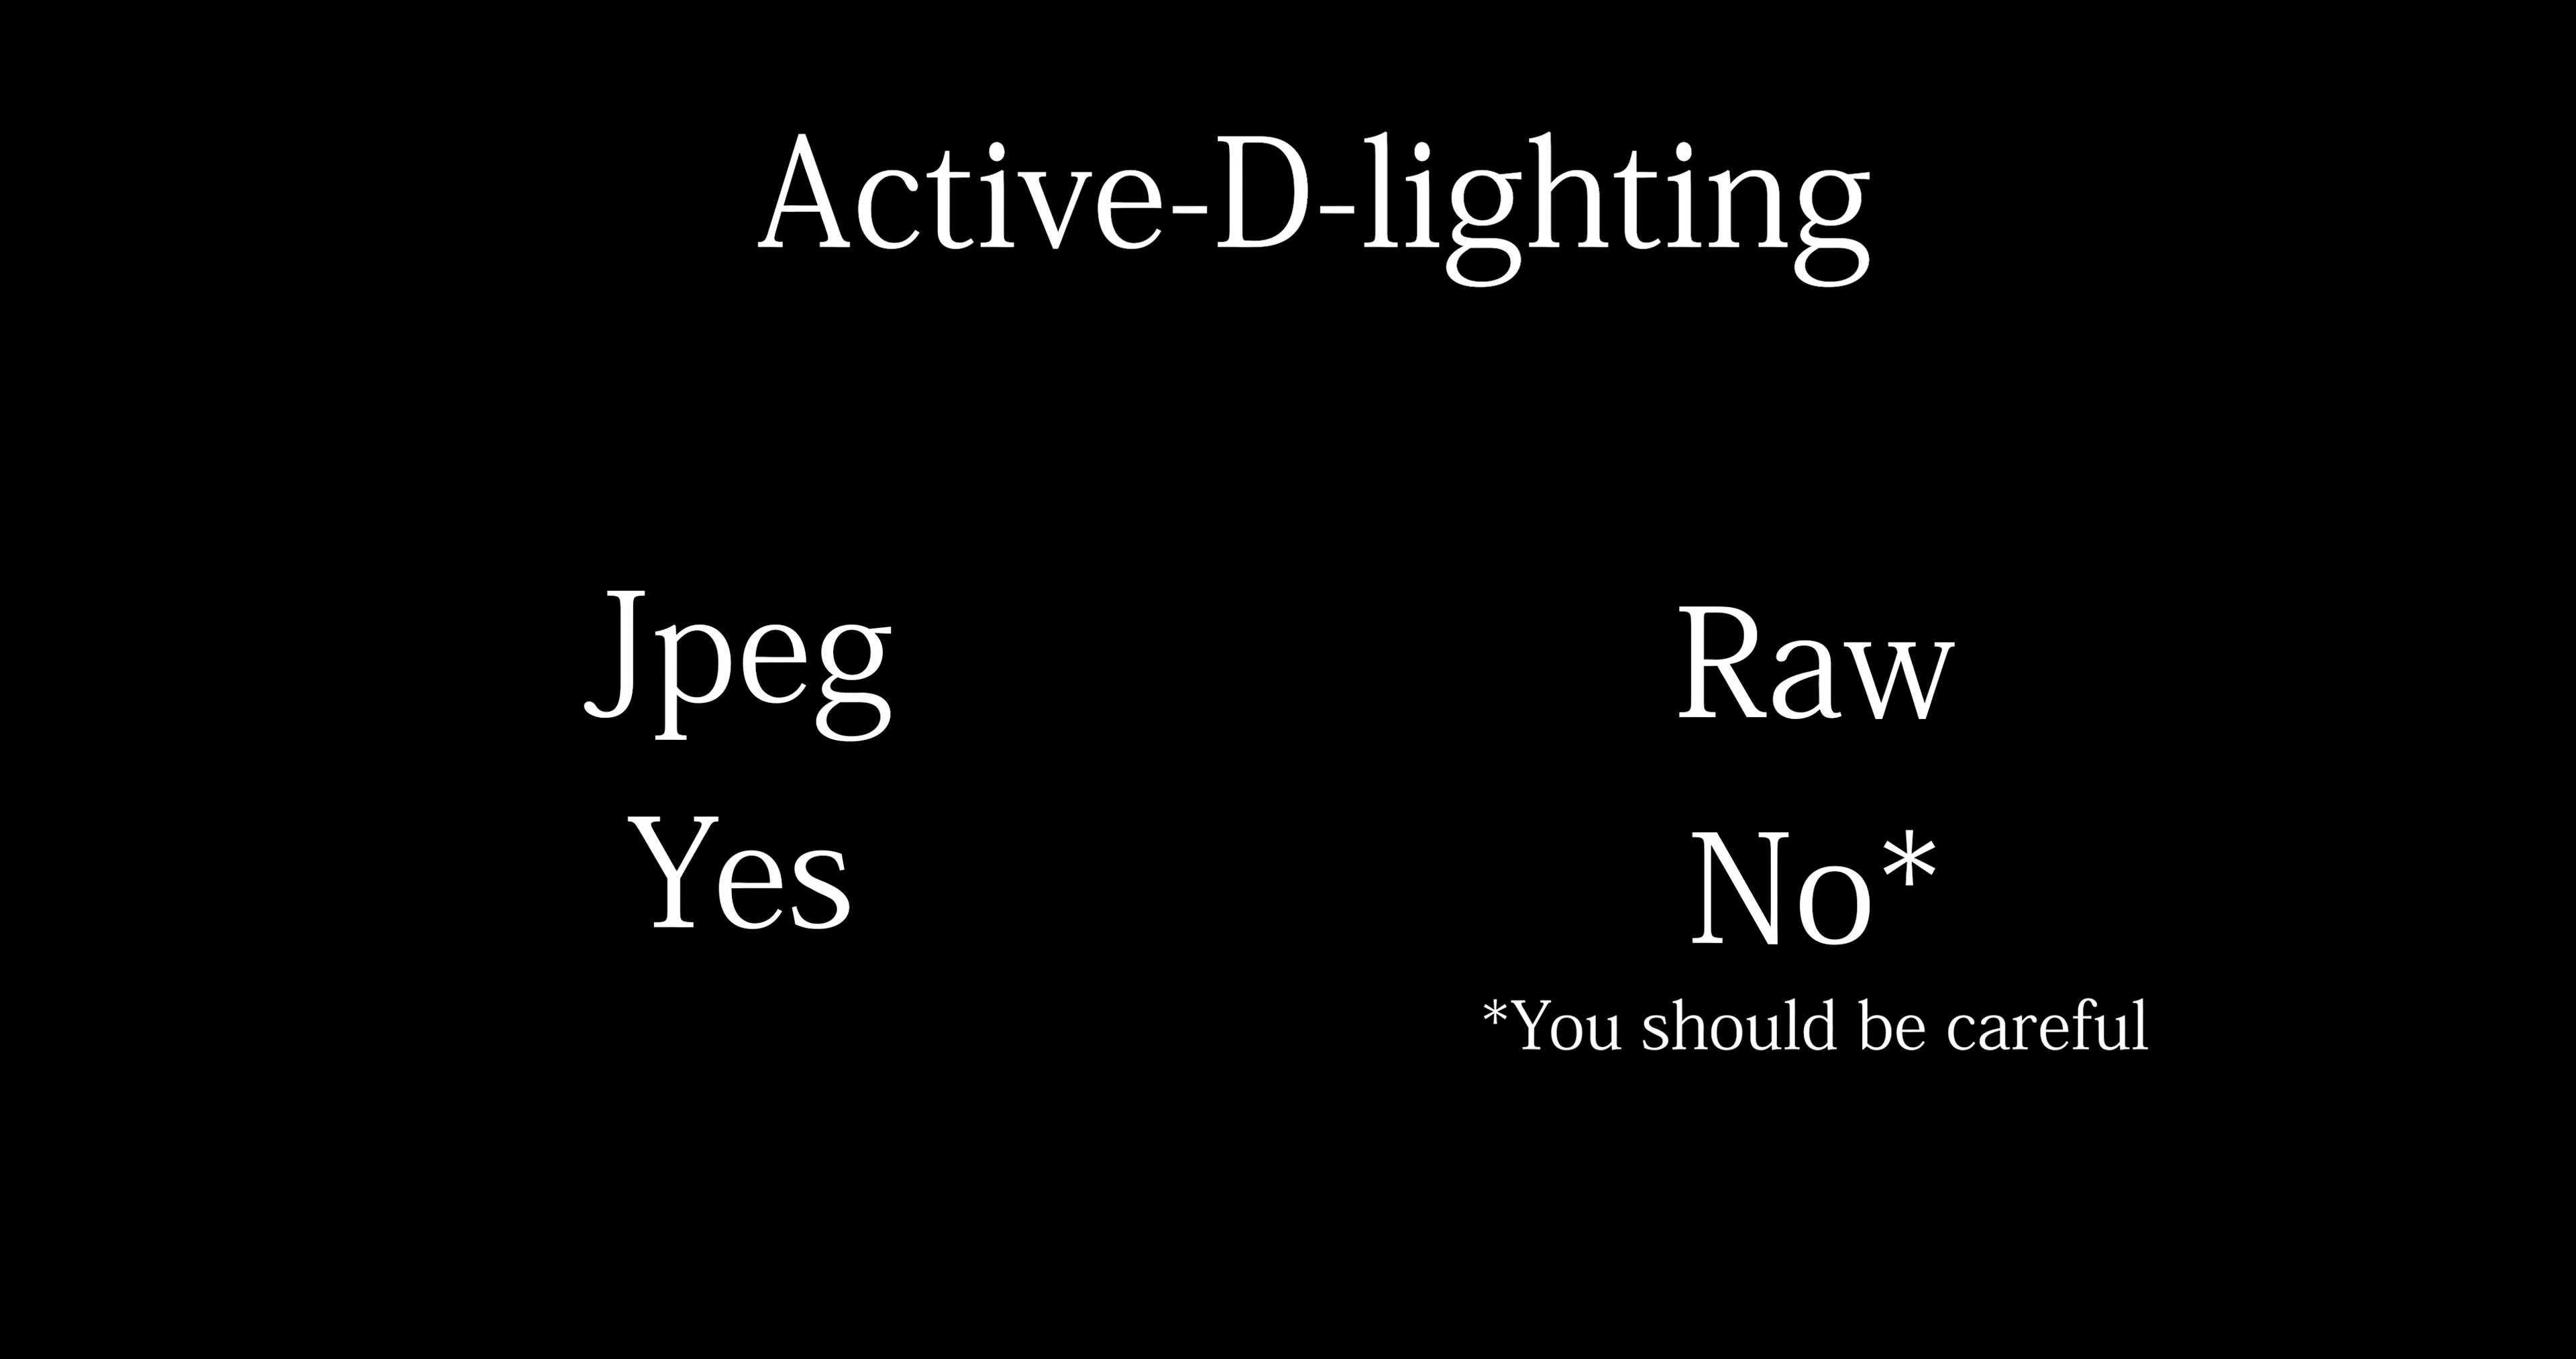 Active-D-lighting
Jpeg
Yes
Raw
No*
*You should be careful